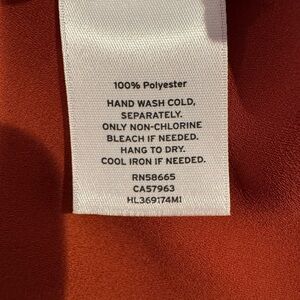 100% Polyester
HAND WASH COLD,
SEPARATELY.
ONLY NON-CHLORINE
BLEACH IF NEEDED.
HANG TO DRY.
COOL IRON IF NEEDED.
RN58665
CA57963
HL369174MI